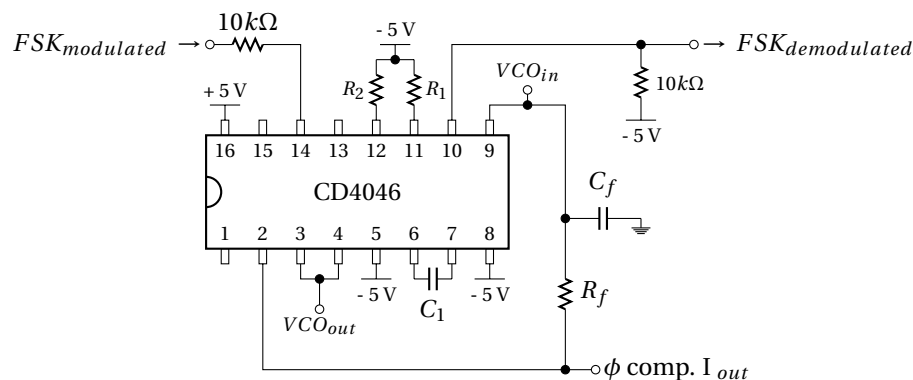 10kΩ
- 5 V
FSK_modulated → → FSK_demodulated
VCO_in
R_2 R_1 10kΩ
+ 5 V
- 5 V
16 15 14 13 12 11 10 9
CD4046
C_f
1 2 3 4 5 6 7 8
- 5 V - 5 V
R_f
C_1
VCO_out
ϕ comp. I_out